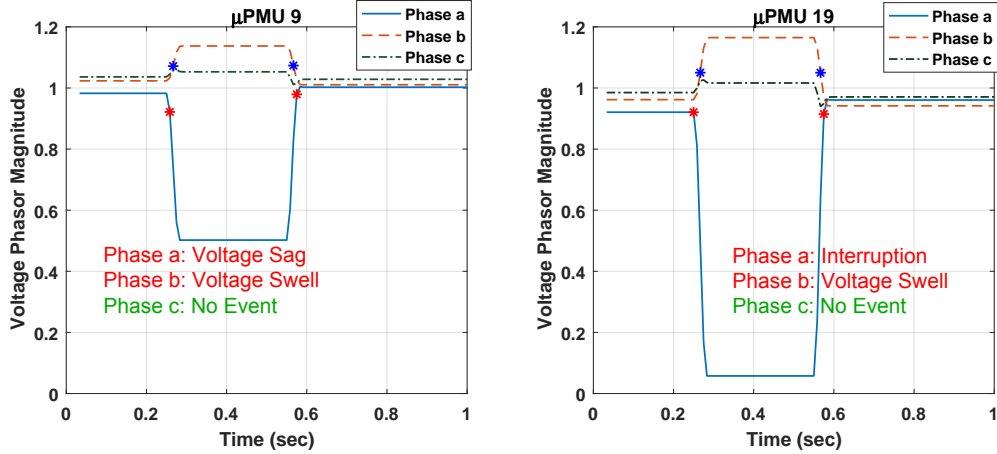 μPMU 9
Phase a
Phase b
Phase c
Voltage Phasor Magnitude
1.2
1
0.8
0.6
0.4
0.2
0
Phase a: Voltage Sag
Phase b: Voltage Swell
Phase c: No Event
0 0.2 0.4 0.6 0.8 1
Time (sec)
μPMU 19
Phase a
Phase b
Phase c
Voltage Phasor Magnitude
1.2
1
0.8
0.6
0.4
0.2
0
Phase a: Interruption
Phase b: Voltage Swell
Phase c: No Event
0 0.2 0.4 0.6 0.8 1
Time (sec)